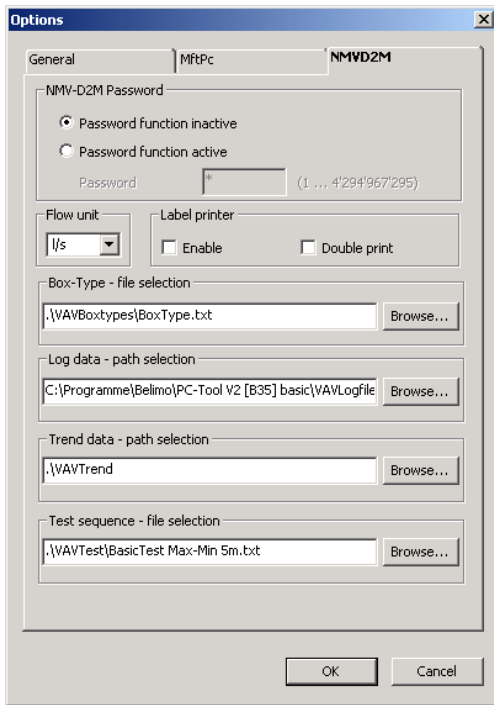 Options
General MftPc NMVD2M
NMV-D2M Password
Password function inactive
Password function active
Password * (1 ... 4'294'967'295)
Flow unit Label printer
l/s Enable Double print
Box-Type - file selection
.\VAVBoxtypes\BoxType.txt Browse...
Log data - path selection
C:\Programme\Belimo\PC-Tool V2 [B35] basic\VAVLogfile Browse...
Trend data - path selection
.\VAVTrend Browse...
Test sequence - file selection
.\VAVTest\BasicTest Max-Min 5m.txt Browse...
OK Cancel